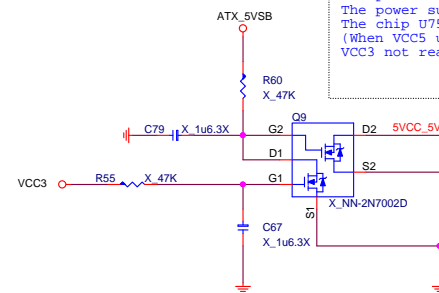 The power su
The chip U75
(When VCC5 u
VCC3 not rea
ATX_5VSB
R60
X_47K
C79 X_1u6.3X
G2
Q9
D2
5VCC_5V
D1
S2
VCC3
R55 X_47K
G1
X_NN-2N7002D
S1
C67
X_1u6.3X